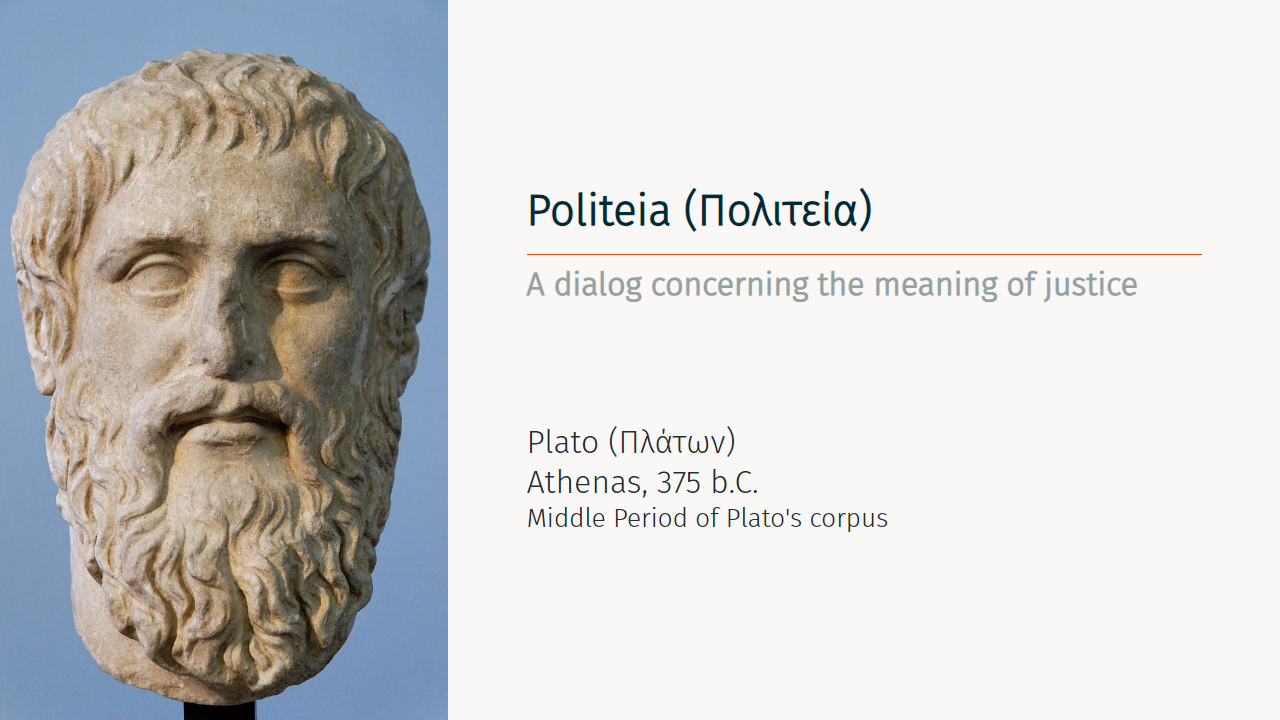 Politeia (Πολιτεία)
A dialog concerning the meaning of justice
Plato (Πλάτων)
Athenas, 375 b.C.
Middle Period of Plato's corpus